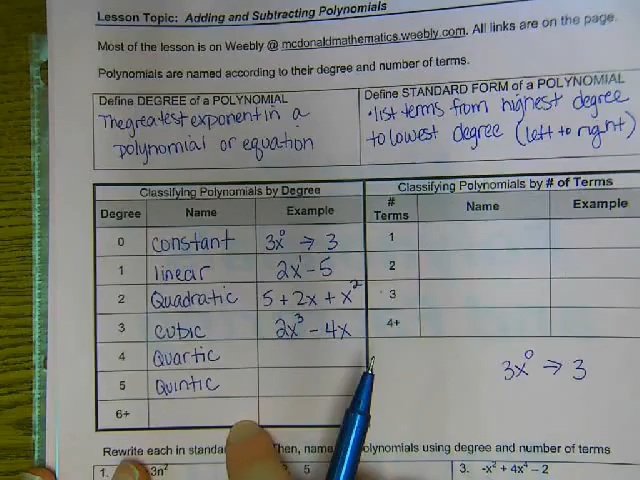 Lesson Topic: Adding and Subtracting Polynomials
Most of the lesson is on Weebly @ mcdonaldmathematics.weebly.com. All links are on the page.
Polynomials are named according to their degree and number of terms.
Define DEGREE of a POLYNOMIAL
The greatest exponent in a
polynomial or equation
Define STANDARD FORM of a POLYNOMIAL
•list terms from highest degree
to lowest degree (left to right)
Classifying Polynomials by Degree
Degree Name Example
0 constant 3x⁰ → 3
1 linear 2x¹ - 5
2 Quadratic 5 + 2x + x²
3 cubic 2x³ - 4x
4 Quartic
5 Quintic
6+
Classifying Polynomials by # of Terms
# Terms Name Example
1
2
3
4+
3x⁰ → 3
Rewrite each in standa Then, name olynomials using degree and number of terms
1. -3n² 5 3. -x² + 4x⁴ – 2